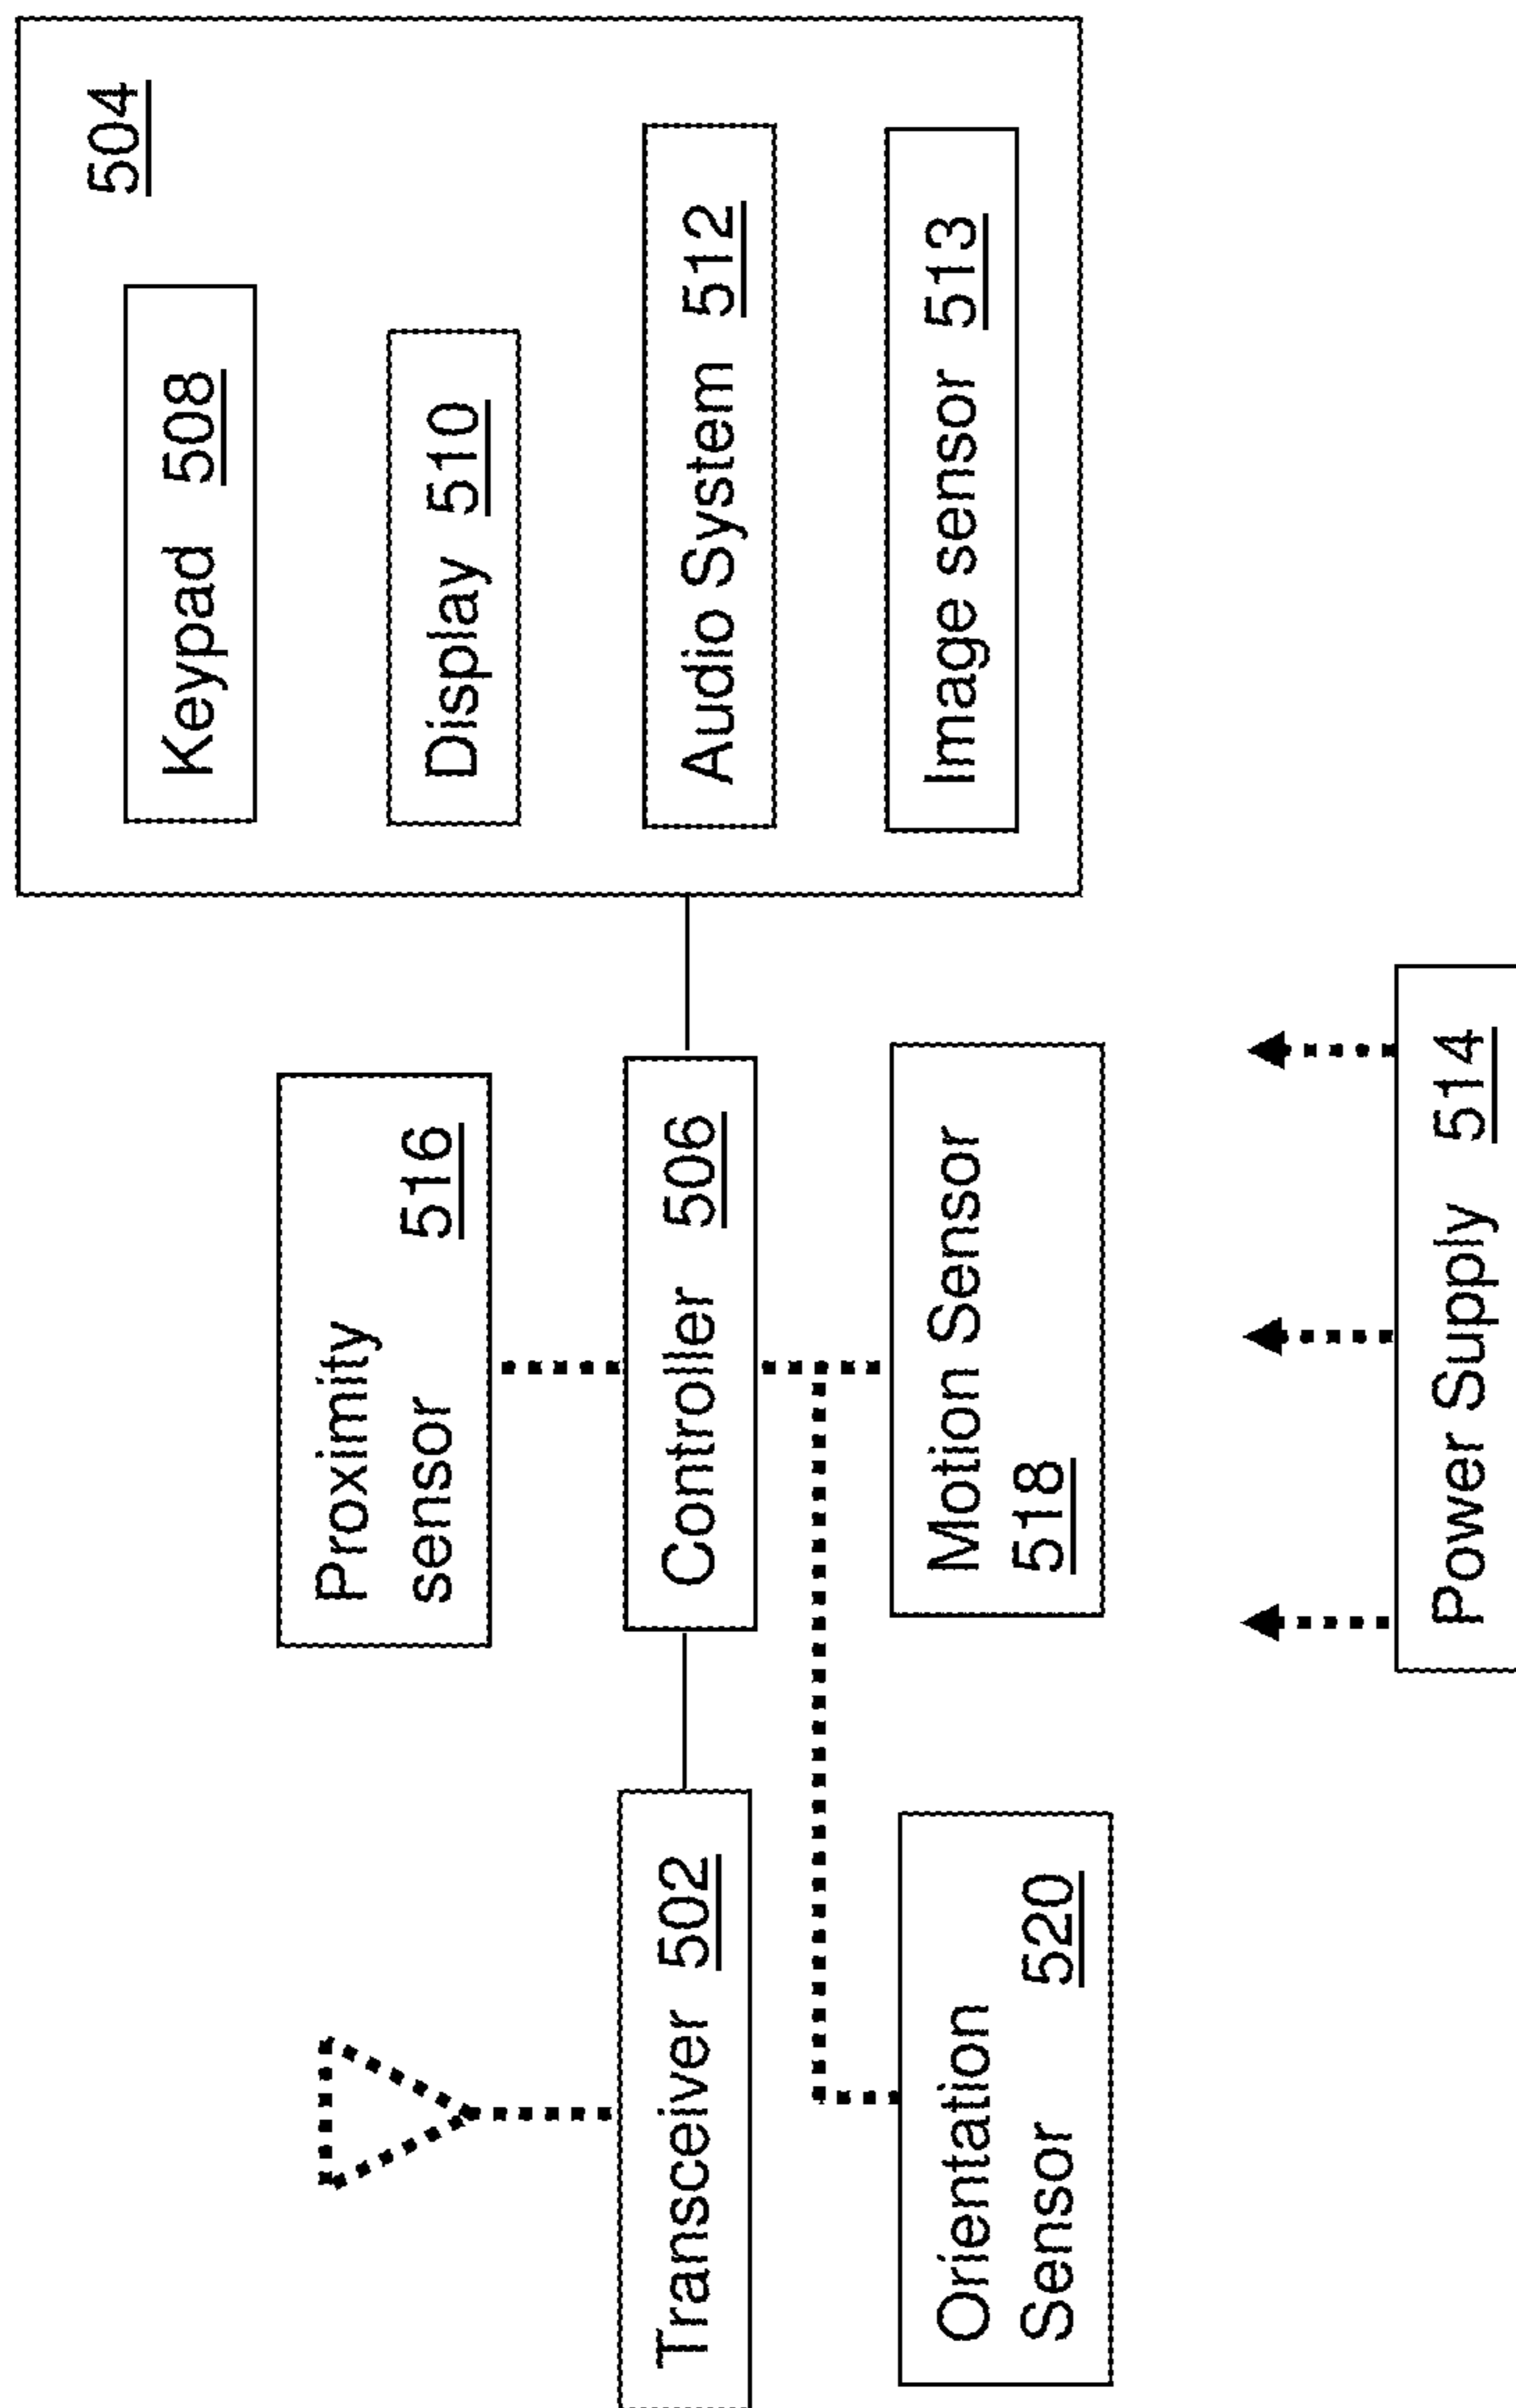 504
Keypad 508
Display 510
Audio System 512
Image sensor 513
Proximity
sensor 516
Controller 506
Motion Sensor
518
Transceiver 502
Orientation
Sensor 520
Power Supply 514